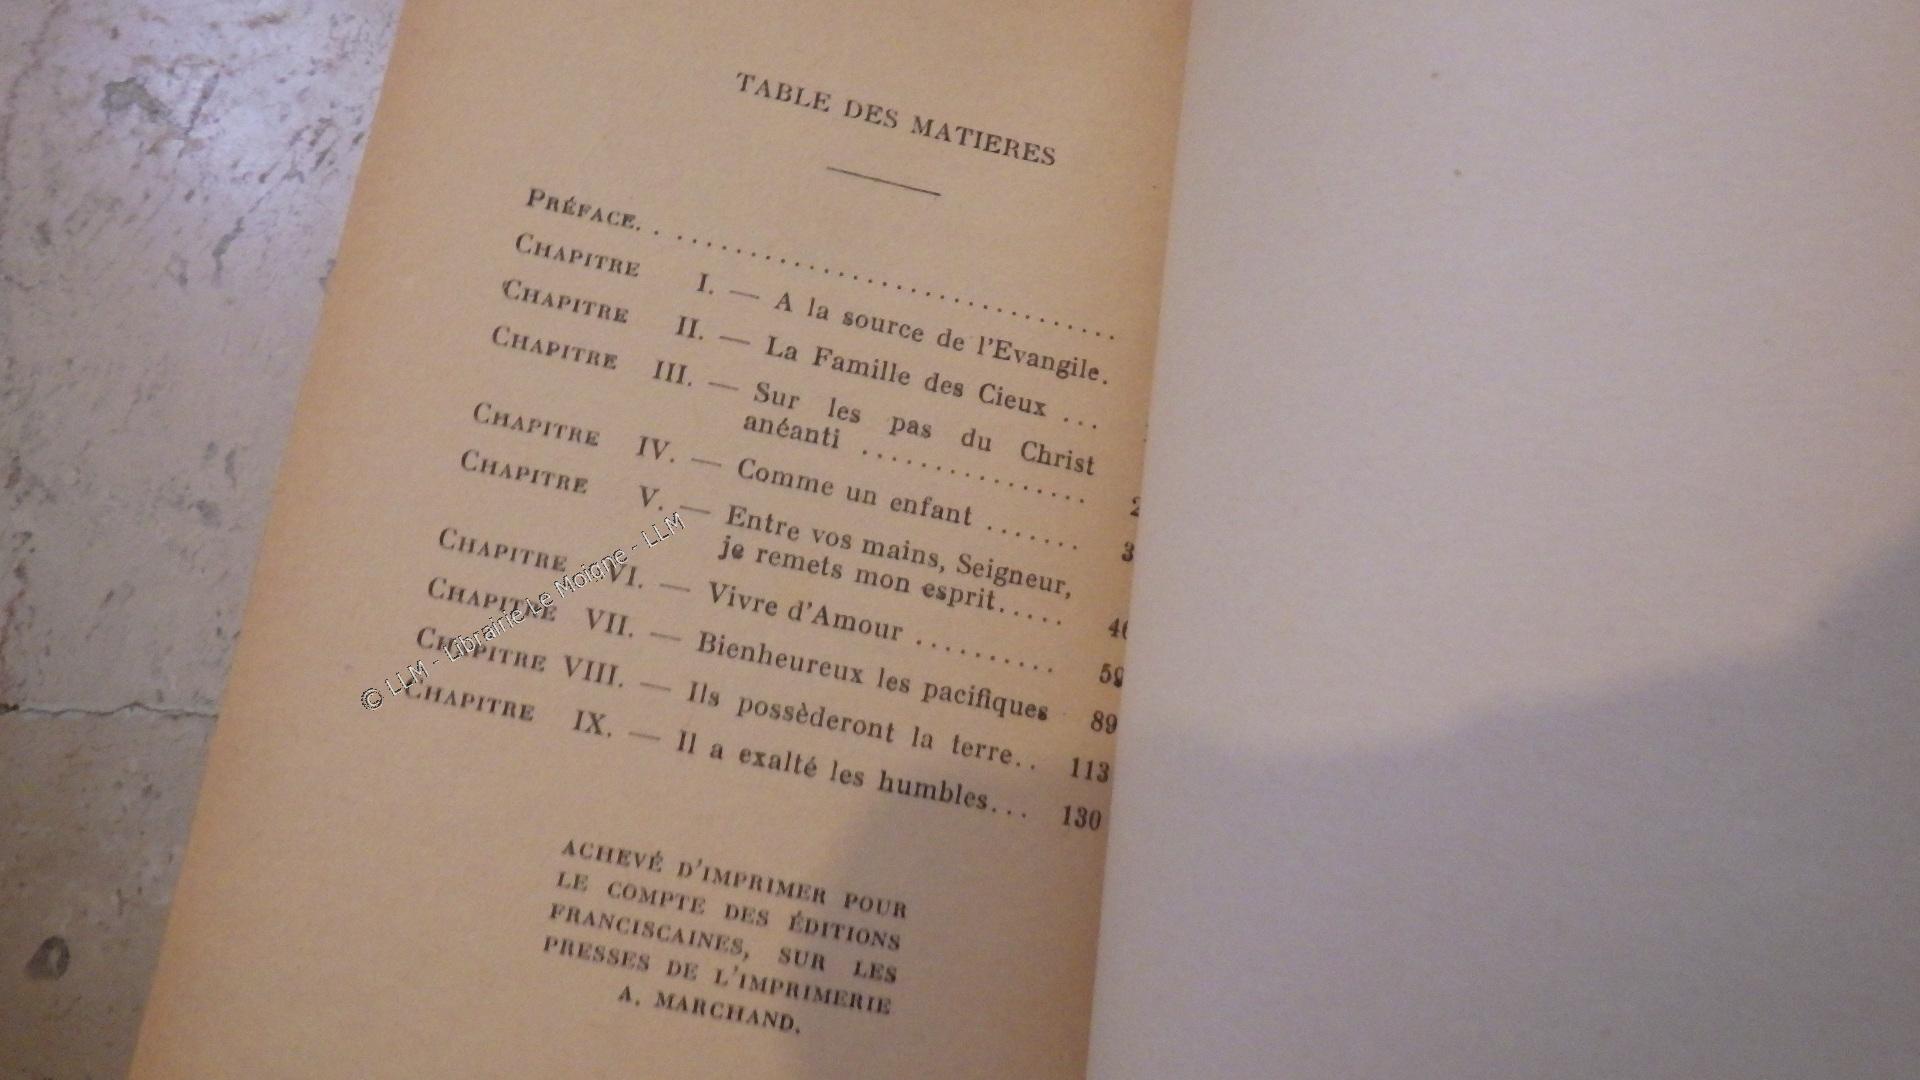 TABLE DES MATIERES
PRÉFACE. . ..............................
CHAPITRE I. — A la source de l'Evangile.
CHAPITRE II. — La Famille des Cieux ...
CHAPITRE III. — Sur les pas du Christ
anéanti ................
CHAPITRE IV. — Comme un enfant .......
CHAPITRE V. — Entre vos mains, Seigneur,
je remets mon esprit.....
CHAPITRE VI. — Vivre d'Amour .......... 59
CHAPITRE VII. — Bienheureux les pacifiques 89
CHAPITRE VIII. — Ils possèderont la terre.. 113
CHAPITRE IX. — Il a exalté les humbles... 130
ACHEVÉ D'IMPRIMER POUR
LE COMPTE DES ÉDITIONS
FRANCISCAINES, SUR LES
PRESSES DE L'IMPRIMERIE
A. MARCHAND.
© LLM - Librairie Le Moigne - LLM